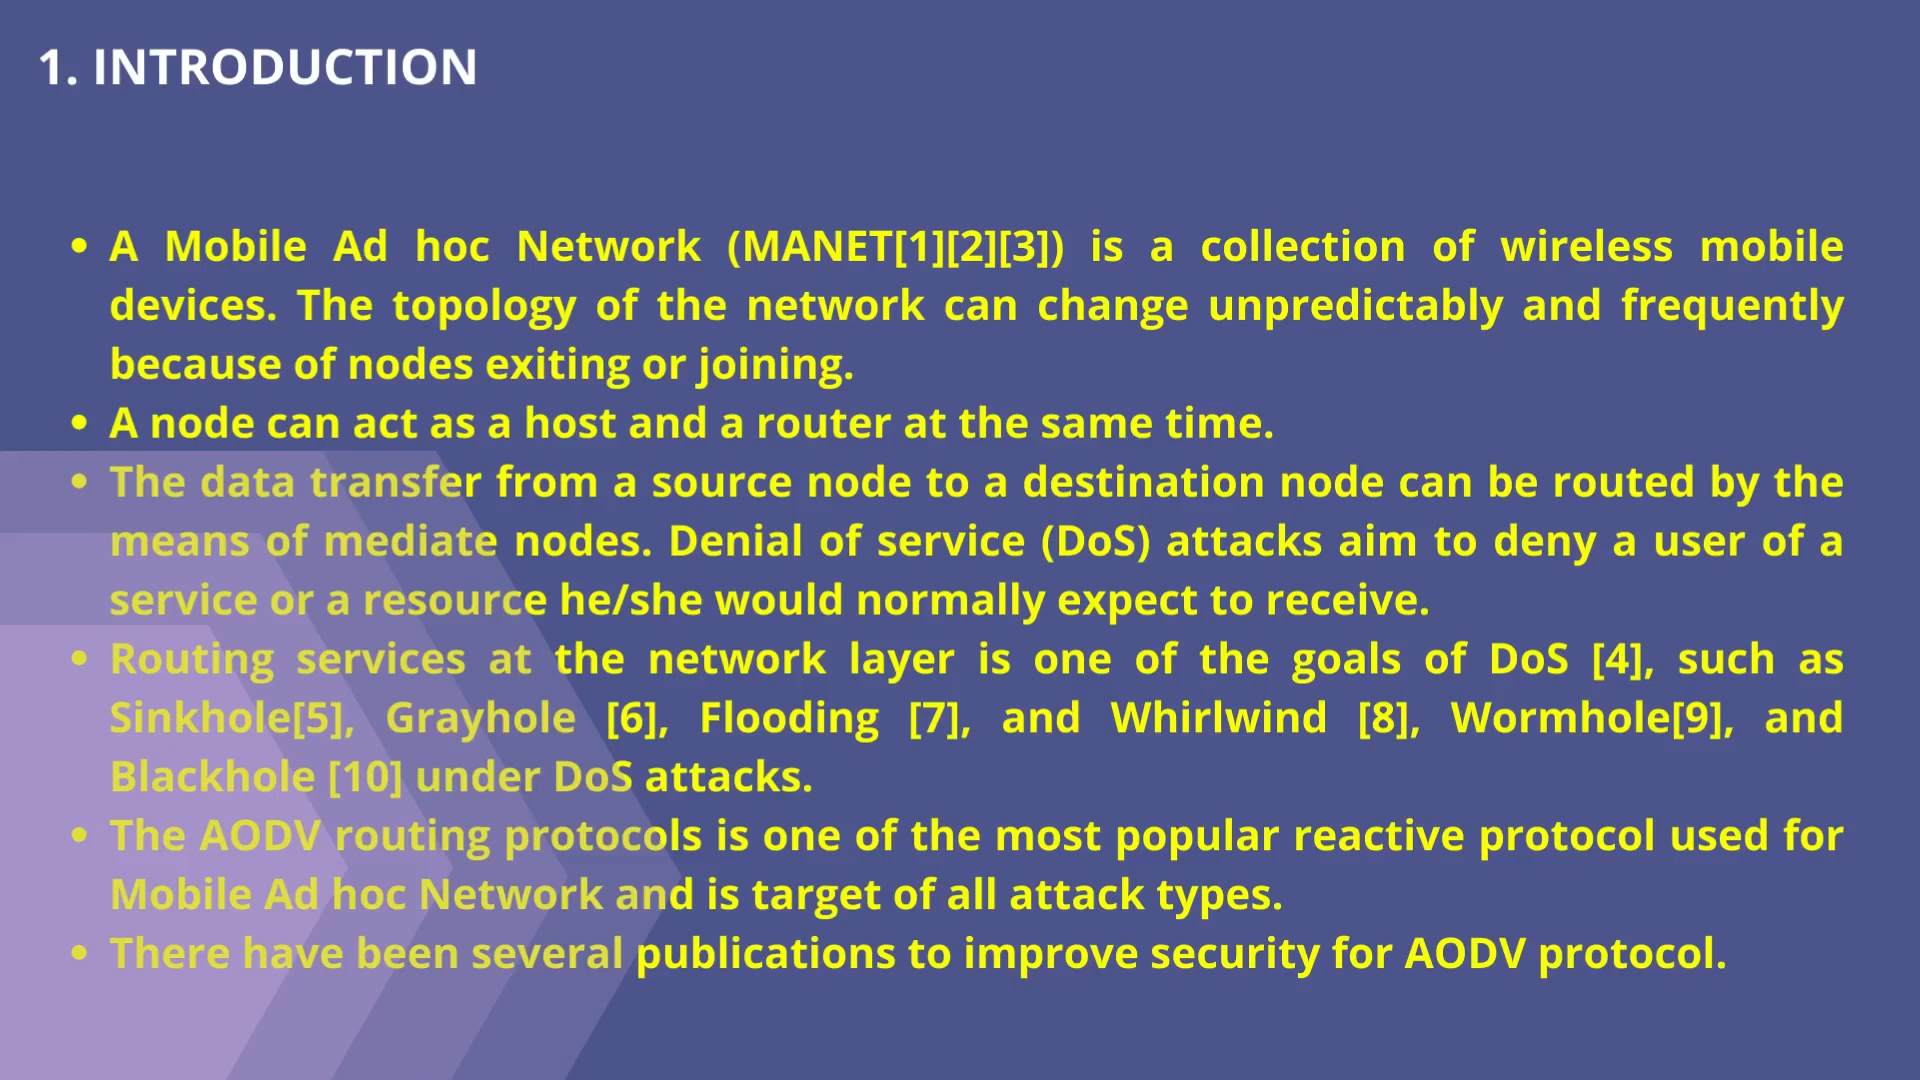 1. INTRODUCTION
• A Mobile Ad hoc Network (MANET[1][2][3]) is a collection of wireless mobile
devices. The topology of the network can change unpredictably and frequently
because of nodes exiting or joining.
• A node can act as a host and a router at the same time.
• The data transfer from a source node to a destination node can be routed by the
means of mediate nodes. Denial of service (DoS) attacks aim to deny a user of a
service or a resource he/she would normally expect to receive.
• Routing services at the network layer is one of the goals of DoS [4], such as
Sinkhole[5], Grayhole [6], Flooding [7], and Whirlwind [8], Wormhole[9], and
Blackhole [10] under DoS attacks.
• The AODV routing protocols is one of the most popular reactive protocol used for
Mobile Ad hoc Network and is target of all attack types.
• There have been several publications to improve security for AODV protocol.